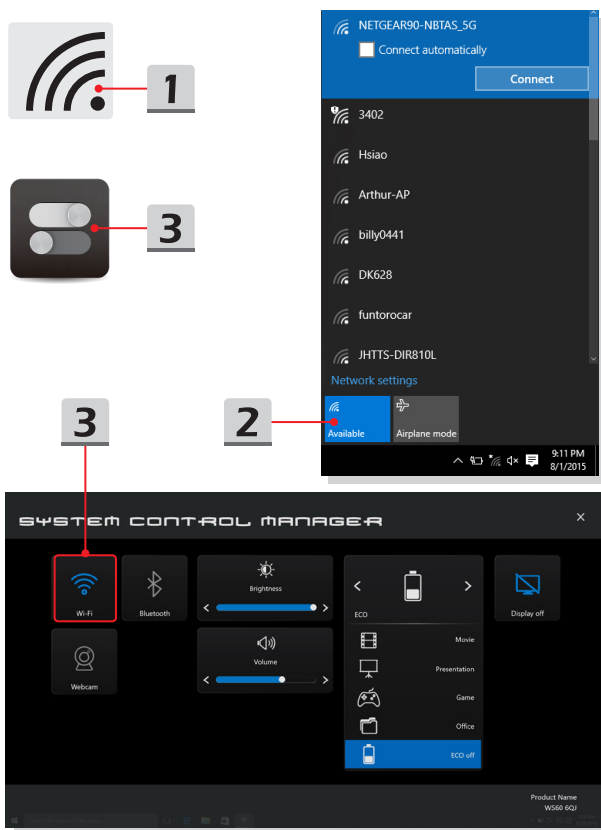 1
3
NETGEAR90-NBTAS_5G
Connect automatically
Connect
3402
Hsiao
Arthur-AP
billy0441
DK628
funtorocar
JHTTS-DIR810L
Network settings
Available
Airplane mode
2
9:11 PM
8/1/2015
3
SYSTEM CONTROL MANAGER
Wi-Fi
Bluetooth
Brightness
ECO
Display off
Webcam
Volume
Movie
Presentation
Game
Office
ECO off
Product Name
WS60 6QJ